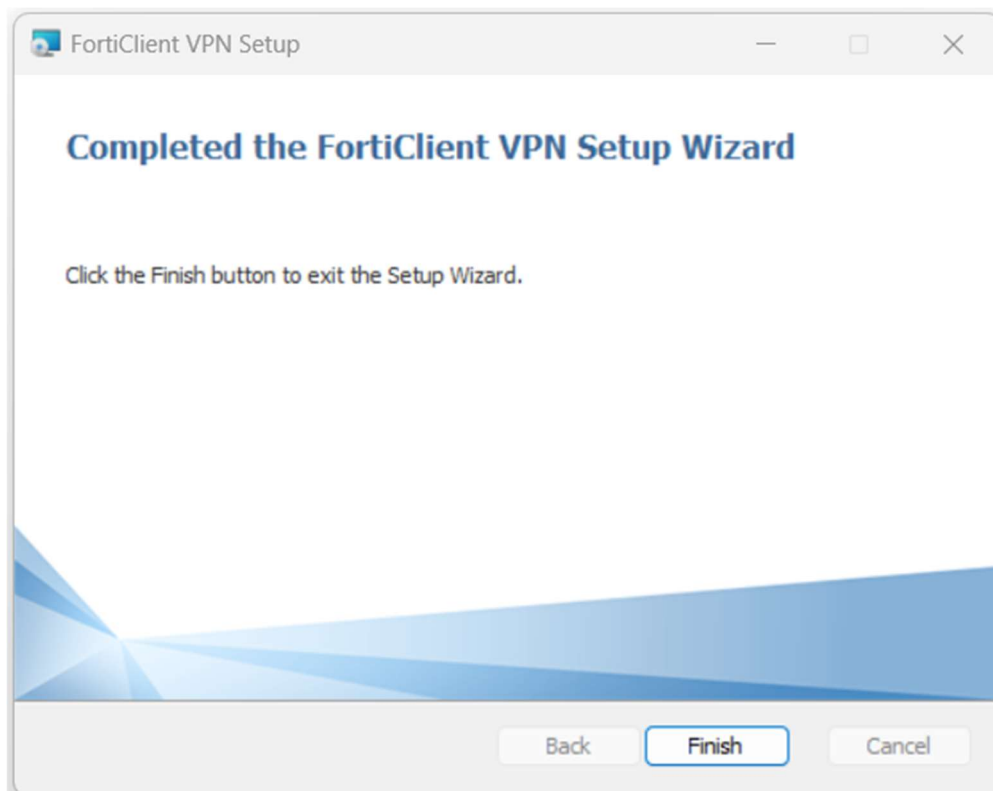 FortiClient VPN Setup
Completed the FortiClient VPN Setup Wizard
Click the Finish button to exit the Setup Wizard.
Back Finish Cancel